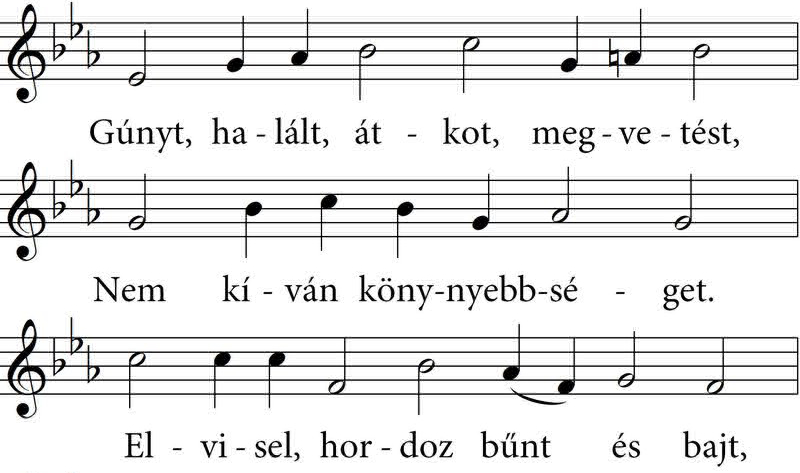 Gúnyt, ha - lált, át - kot, meg - ve - tést,
Nem kí - ván köny-nyebb-sé - get.
El - vi - sel, hor - doz bűnt és bajt,